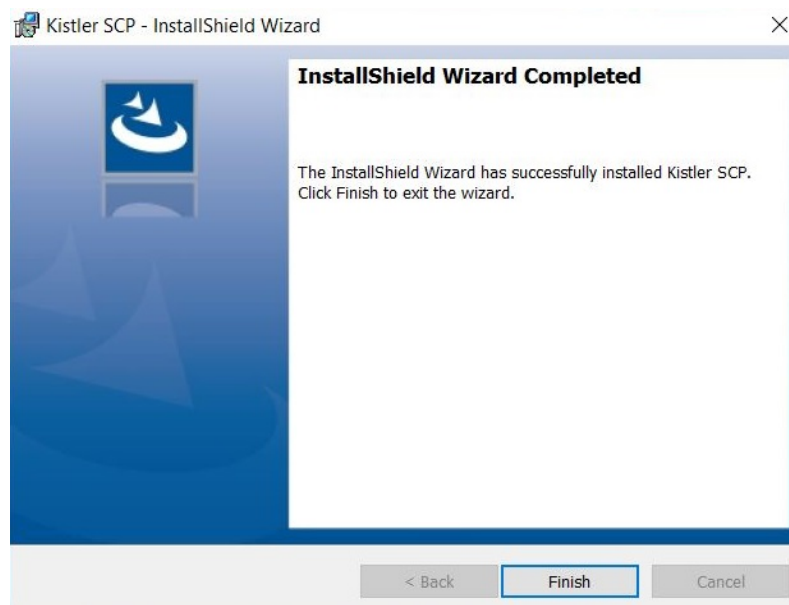 Kistler SCP - InstallShield Wizard
InstallShield Wizard Completed
The InstallShield Wizard has successfully installed Kistler SCP.
Click Finish to exit the wizard.
< Back Finish Cancel